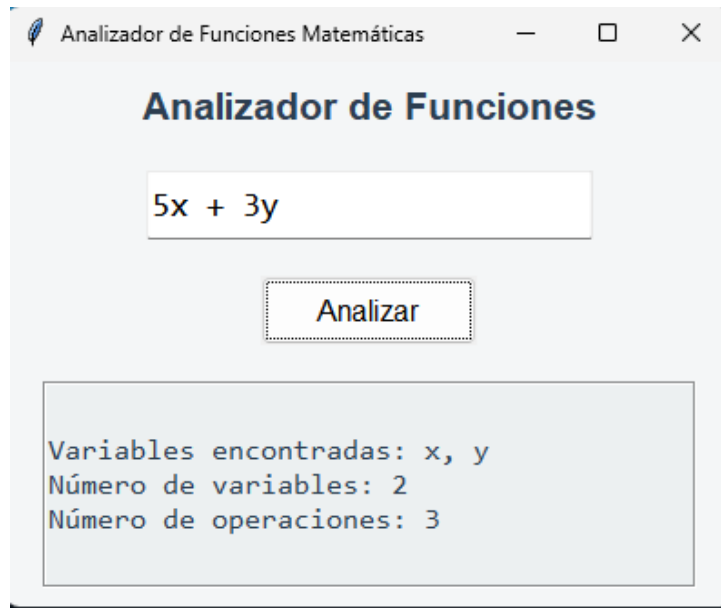 Analizador de Funciones Matemáticas
Analizador de Funciones
5x + 3y
Analizar
Variables encontradas: x, y
Número de variables: 2
Número de operaciones: 3